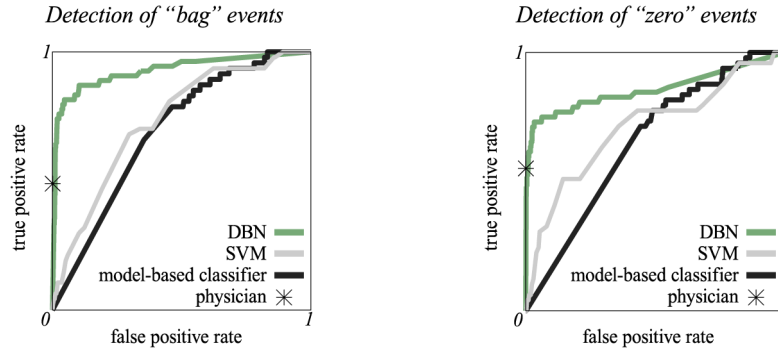 Detection of “bag” events
1
true positive rate
DBN
SVM
model-based classifier
physician
0
false positive rate
1
Detection of “zero” events
1
true positive rate
DBN
SVM
model-based classifier
physician
0
false positive rate